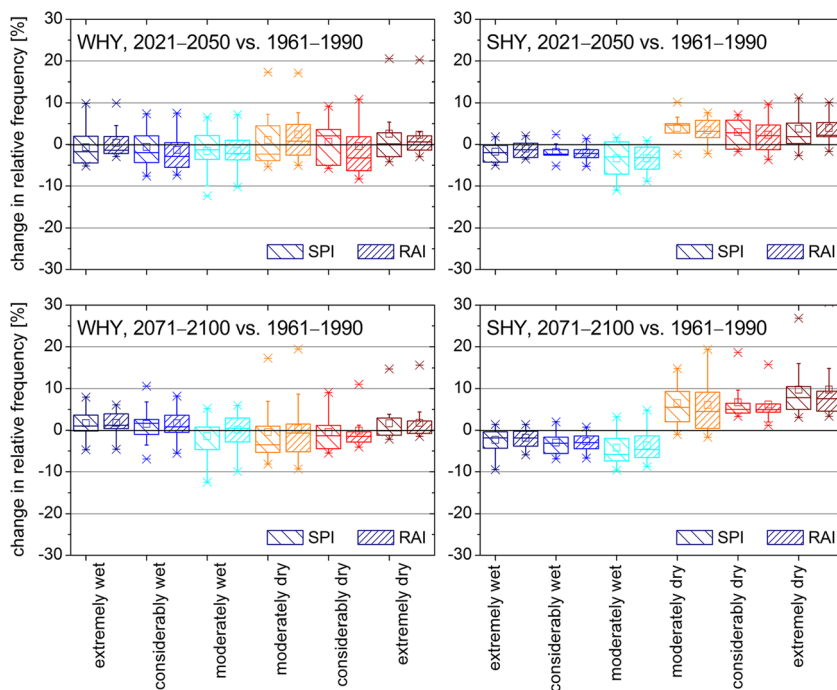 WHY, 2021–2050 vs. 1961–1990
SHY, 2021–2050 vs. 1961–1990
change in relative frequency [%]
30
20
10
0
-10
-20
-30
SPI RAI
30
20
10
0
-10
-20
-30
SPI RAI
WHY, 2071–2100 vs. 1961–1990
SHY, 2071–2100 vs. 1961–1990
change in relative frequency [%]
30
20
10
0
-10
-20
-30
SPI RAI
30
20
10
0
-10
-20
-30
SPI RAI
extremely wet
considerably wet
moderately wet
moderately dry
considerably dry
extremely dry
extremely wet
considerably wet
moderately wet
moderately dry
considerably dry
extremely dry